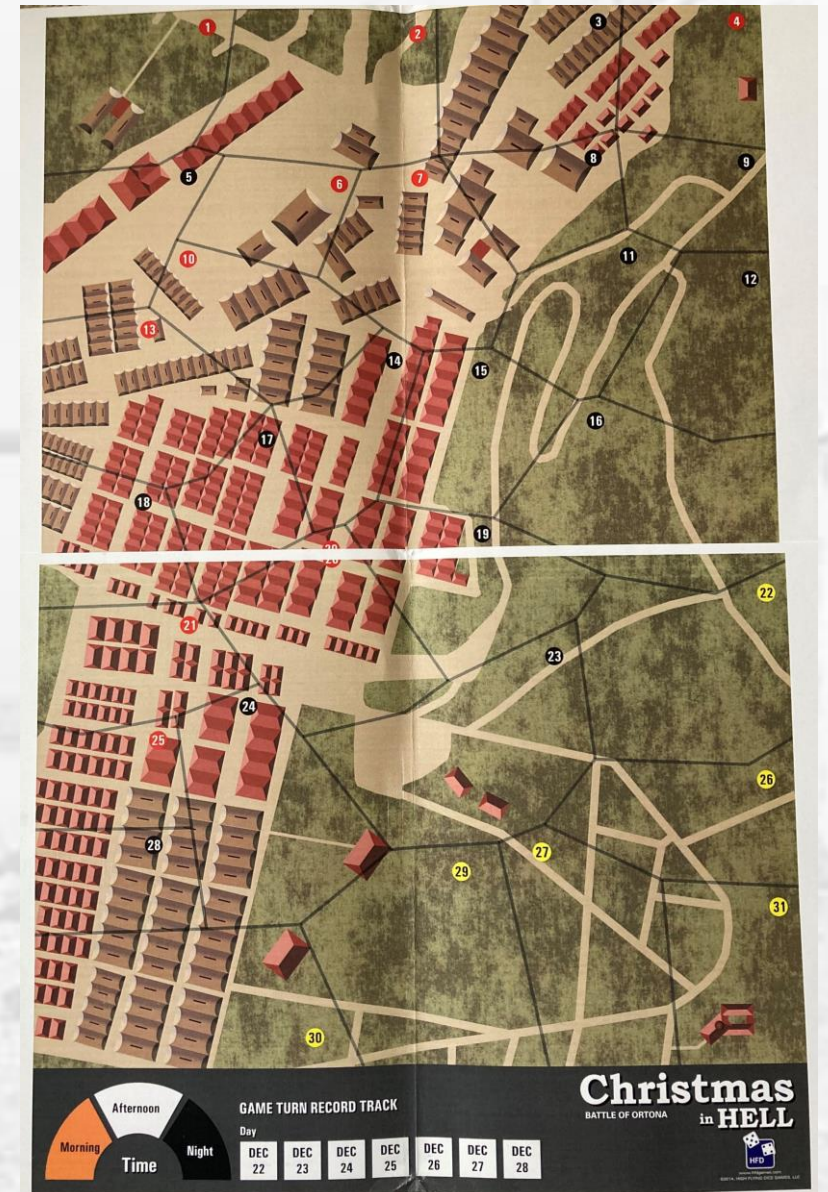 1
2
3
4
5
6
7
8
9
10
11
12
13
14
15
16
17
18
19
20
21
22
23
24
25
26
27
28
29
30
31
Morning
Afternoon
Night
Time
GAME TURN RECORD TRACK
Day
DEC 22
DEC 23
DEC 24
DEC 25
DEC 26
DEC 27
DEC 28
Christmas
in HELL
BATTLE OF ORTONA
HFD